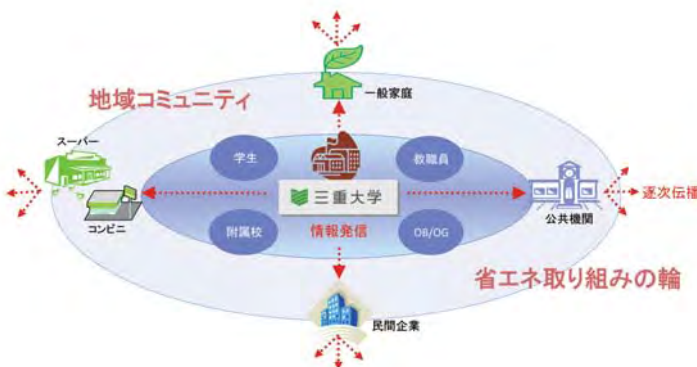 一般家庭
地域コミュニティ
スーパー
学生
教職員
三重大学
逐次伝播
コンビニ
公共機関
附属校
情報発信
OB/OG
省エネ取り組みの輪
民間企業